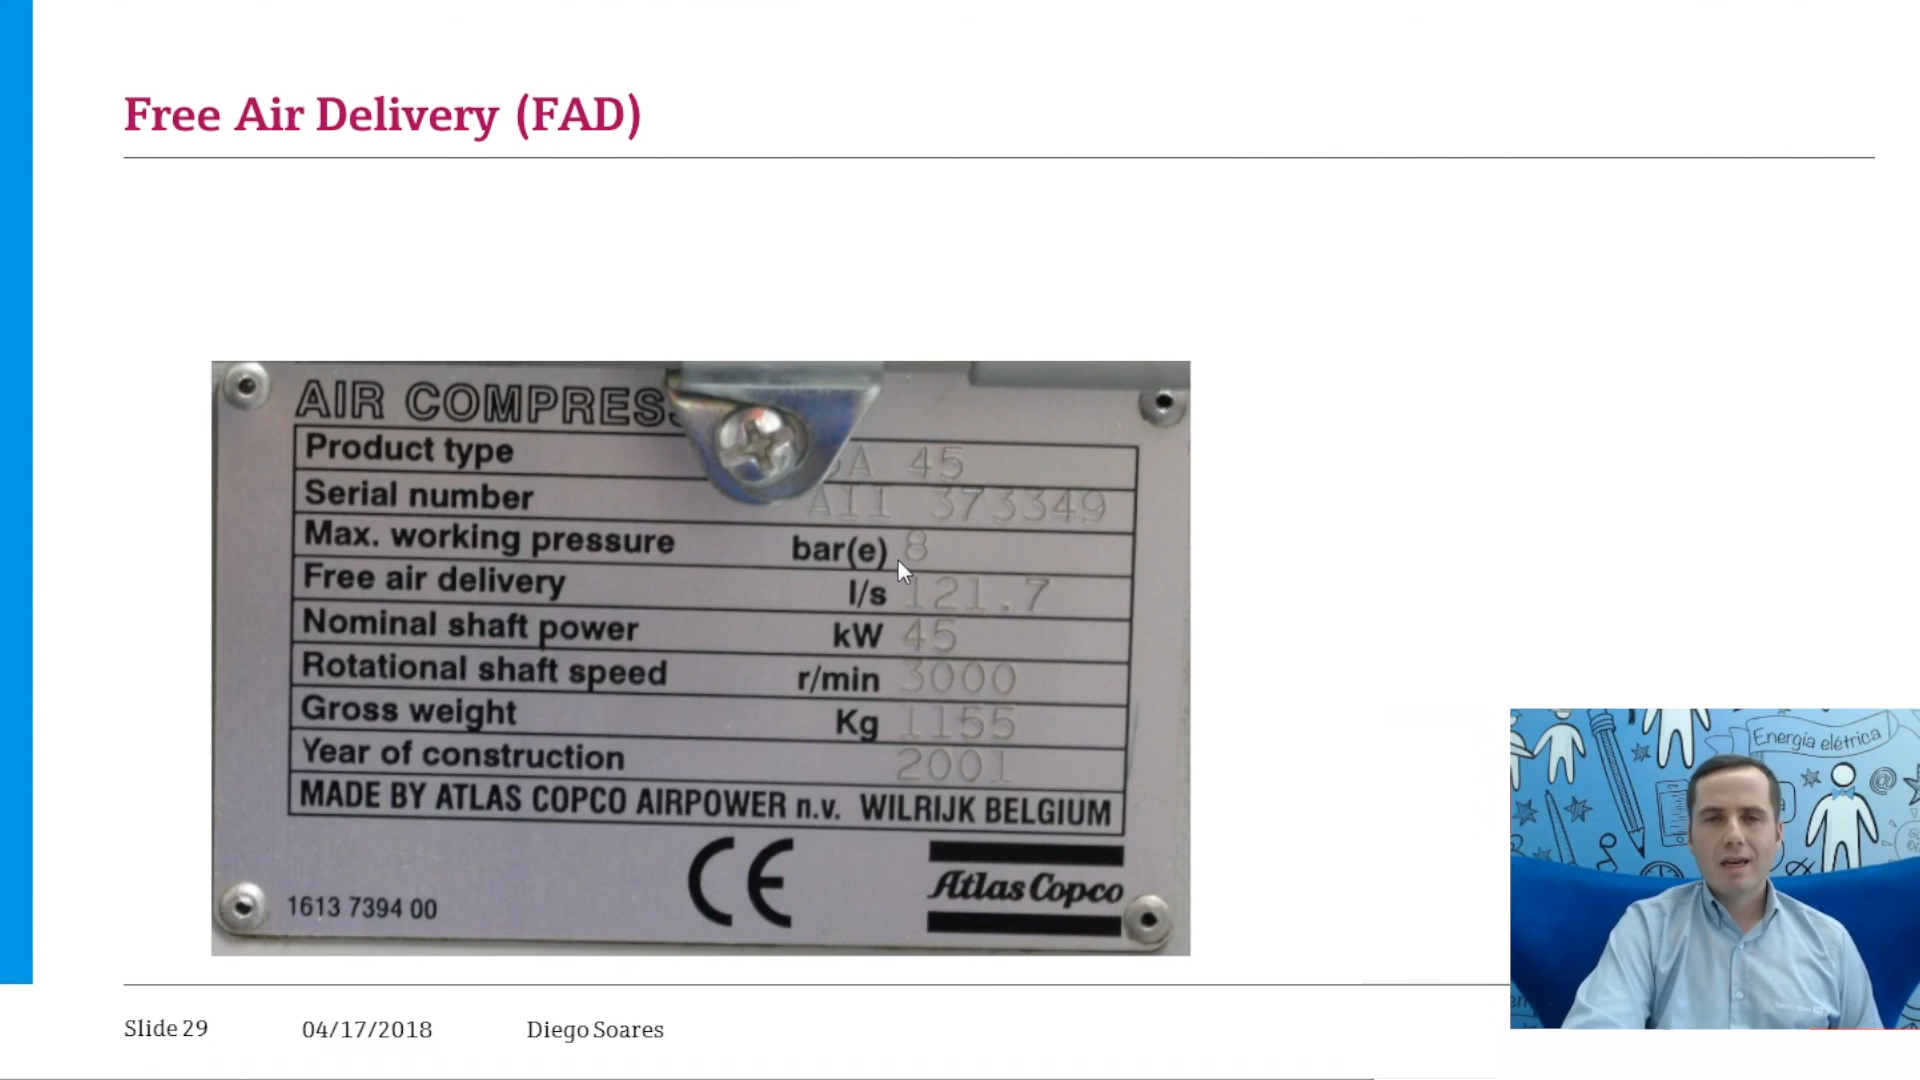 Free Air Delivery (FAD)
AIR COMPRES
Product type A 45
Serial number AII 373349
Max. working pressure bar(e) 8
Free air delivery l/s 121.7
Nominal shaft power kW 45
Rotational shaft speed r/min 3000
Gross weight Kg 1155
Year of construction 2001
MADE BY ATLAS COPCO AIRPOWER n.v. WILRIJK BELGIUM
CE
Atlas Copco
1613 7394 00
Energia elétrica
Slide 29 04/17/2018 Diego Soares